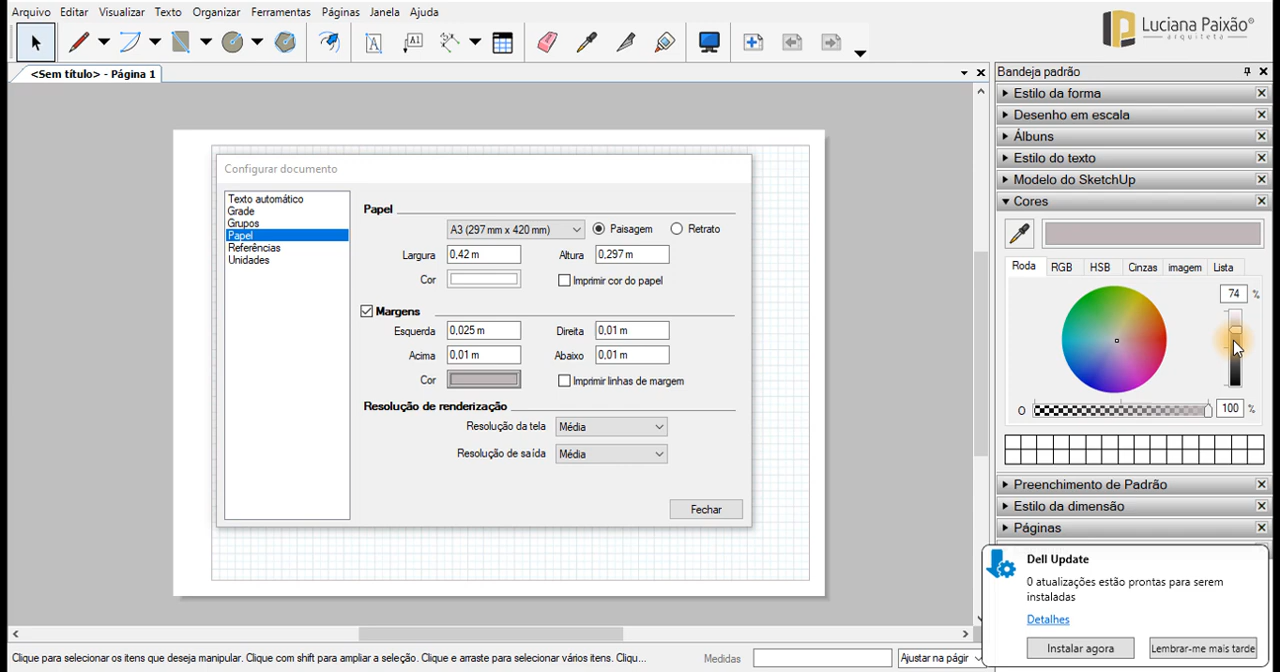 Arquivo Editar Visualizar Texto Organizar Ferramentas Páginas Janela Ajuda
Luciana Paixão®
arquiteta
<Sem título> - Página 1
Configurar documento
Texto automático
Grade
Grupos
Papel
Referências
Unidades
Papel
A3 (297 mm x 420 mm) Paisagem Retrato
Largura 0,42 m Altura 0,297 m
Cor Imprimir cor do papel
Margens
Esquerda 0,025 m Direita 0,01 m
Acima 0,01 m Abaixo 0,01 m
Cor Imprimir linhas de margem
Resolução de renderização
Resolução da tela Média
Resolução de saída Média
Fechar
Bandeja padrão
Estilo da forma
Desenho em escala
Álbuns
Estilo do texto
Modelo do SketchUp
Cores
Roda RGB HSB Cinzas imagem Lista
74 %
O 100 %
Preenchimento de Padrão
Estilo da dimensão
Páginas
Dell Update
0 atualizações estão prontas para serem
instaladas
Detalhes
Instalar agora Lembrar-me mais tarde
Clique para selecionar os itens que deseja manipular. Clique com shift para ampliar a seleção. Clique e arraste para selecionar vários itens. Cliqu... Medidas Ajustar na págir